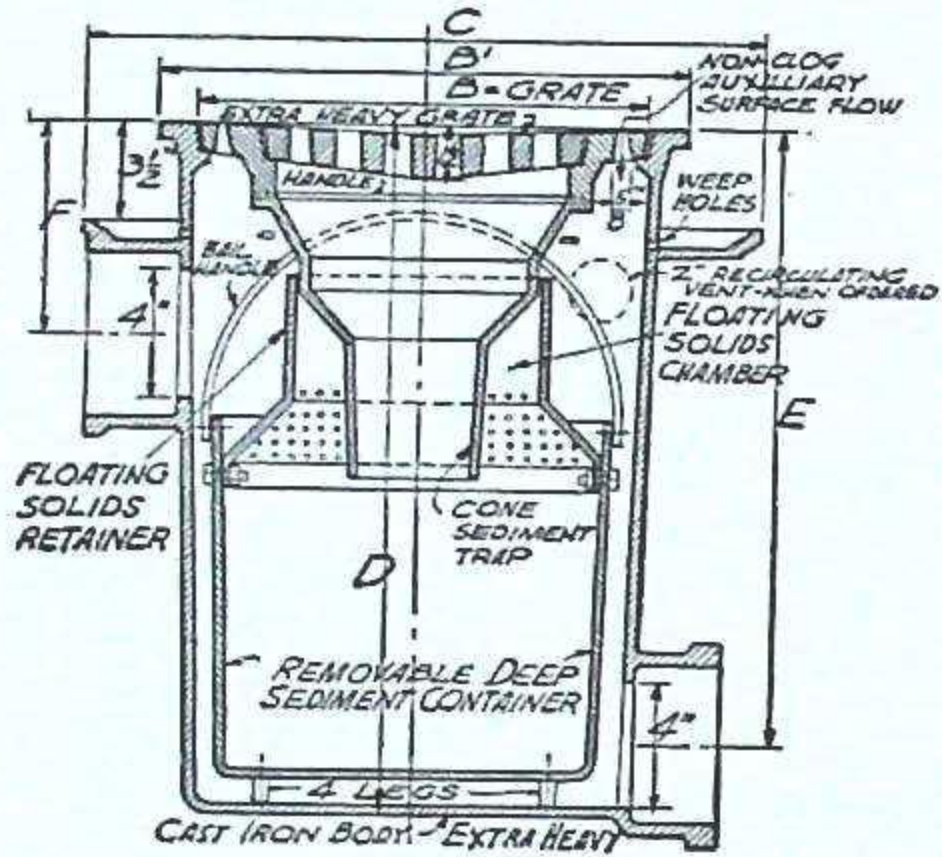 C
B'
B = GRATE
NON-CLOG
AUXILLIARY
SURFACE FLOW
EXTRA HEAVY GRATE
3½"
HANDLE
WEEP
HOLES
F
BAIL
HANDLE
4"
2" RECIRCULATING
VENT-WHEN ORDERED
FLOATING
SOLIDS
CHAMBER
E
FLOATING
SOLIDS
RETAINER
CONE
SEDIMENT
TRAP
D
REMOVABLE DEEP
SEDIMENT CONTAINER
4"
4 LEGS
CAST IRON BODY EXTRA HEAVY